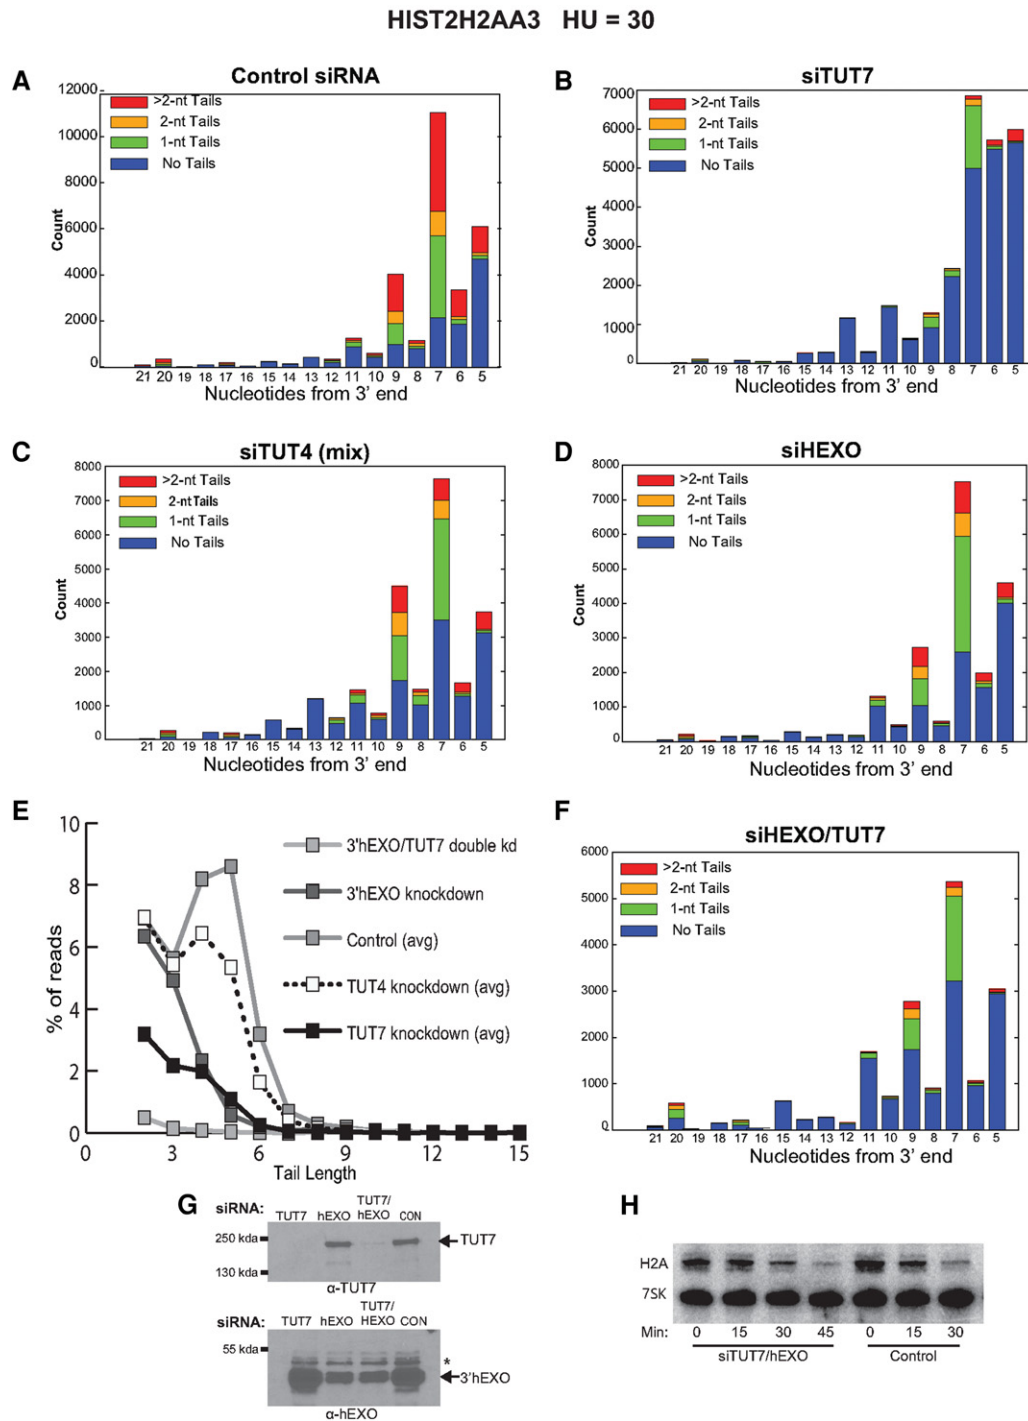 HIST2H2AA3 HU = 30
A
Control siRNA
12000
10000
8000
6000
4000
2000
0
Count
>2-nt Tails
2-nt Tails
1-nt Tails
No Tails
21 20 19 18 17 16 15 14 13 12 11 10 9 8 7 6 5
Nucleotides from 3' end
B
siTUT7
7000
6000
5000
4000
3000
2000
1000
0
Count
>2-nt Tails
2-nt Tails
1-nt Tails
No Tails
21 20 19 18 17 16 15 14 13 12 11 10 9 8 7 6 5
Nucleotides from 3' end
C
siTUT4 (mix)
8000
7000
6000
5000
4000
3000
2000
1000
0
Count
>2-nt Tails
2-nt Tails
1-nt Tails
No Tails
21 20 19 18 17 16 15 14 13 12 11 10 9 8 7 6 5
Nucleotides from 3' end
D
siHEXO
8000
7000
6000
5000
4000
3000
2000
1000
0
Count
>2-nt Tails
2-nt Tails
1-nt Tails
No Tails
21 20 19 18 17 16 15 14 13 12 11 10 9 8 7 6 5
Nucleotides from 3' end
E
10
8
6
4
2
0
% of reads
3'hEXO/TUT7 double kd
3'hEXO knockdown
Control (avg)
TUT4 knockdown (avg)
TUT7 knockdown (avg)
0 3 6 9 12 15
Tail Length
F
siHEXO/TUT7
6000
5000
4000
3000
2000
1000
0
Count
>2-nt Tails
2-nt Tails
1-nt Tails
No Tails
21 20 19 18 17 16 15 14 13 12 11 10 9 8 7 6 5
Nucleotides from 3' end
G
siRNA: TUT7 hEXO TUT7/ hEXO CON
250 kda
TUT7
130 kda
α-TUT7
siRNA: TUT7 hEXO TUT7/ HEXO CON
55 kda
*
3'hEXO
α-hEXO
H
H2A
7SK
Min: 0 15 30 45 0 15 30
siTUT7/hEXO Control